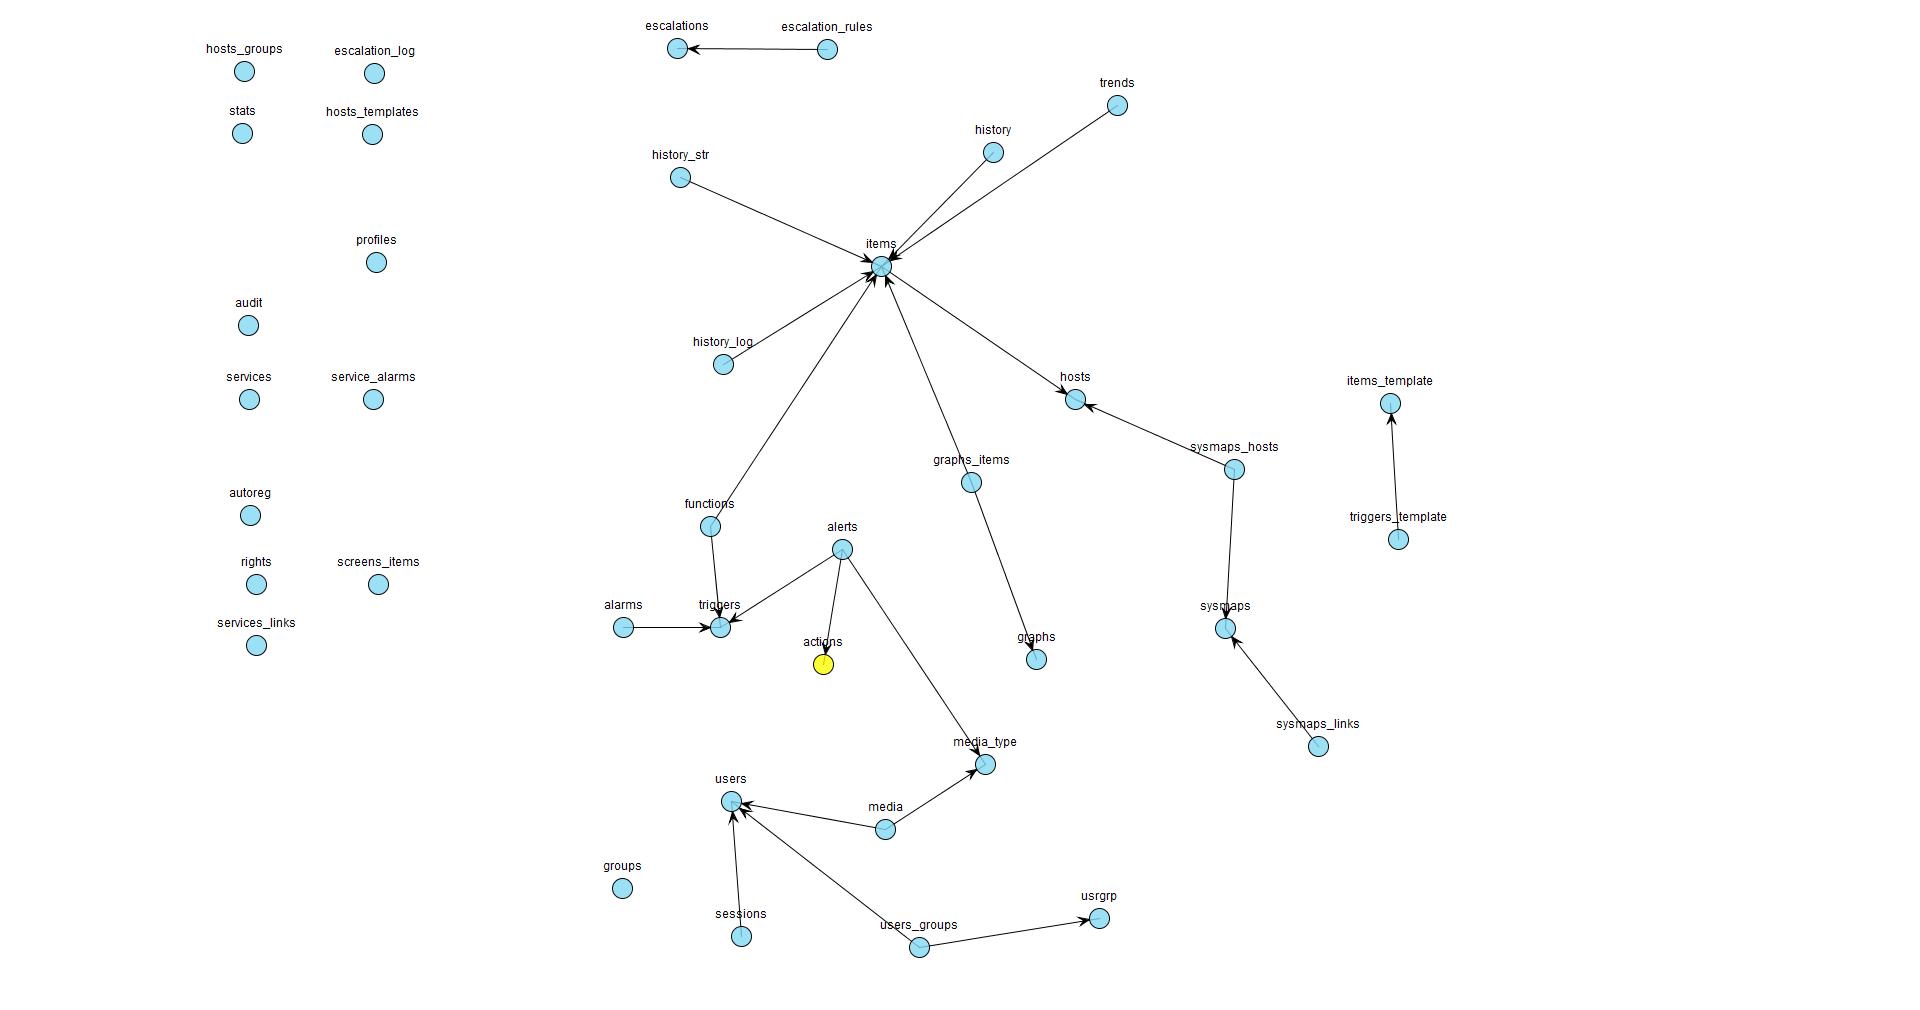 escalations
escalation_rules
hosts_groups
escalation_log
trends
stats
hosts_templates
history
history_str
profiles
items
audit
history_log
services
service_alarms
hosts
items_template
sysmaps_hosts
graphs_items
autoreg
functions
triggers_template
alerts
rights
screens_items
alarms
triggers
sysmaps
services_links
actions
graphs
sysmaps_links
media_type
users
media
groups
usrgrp
sessions
users_groups